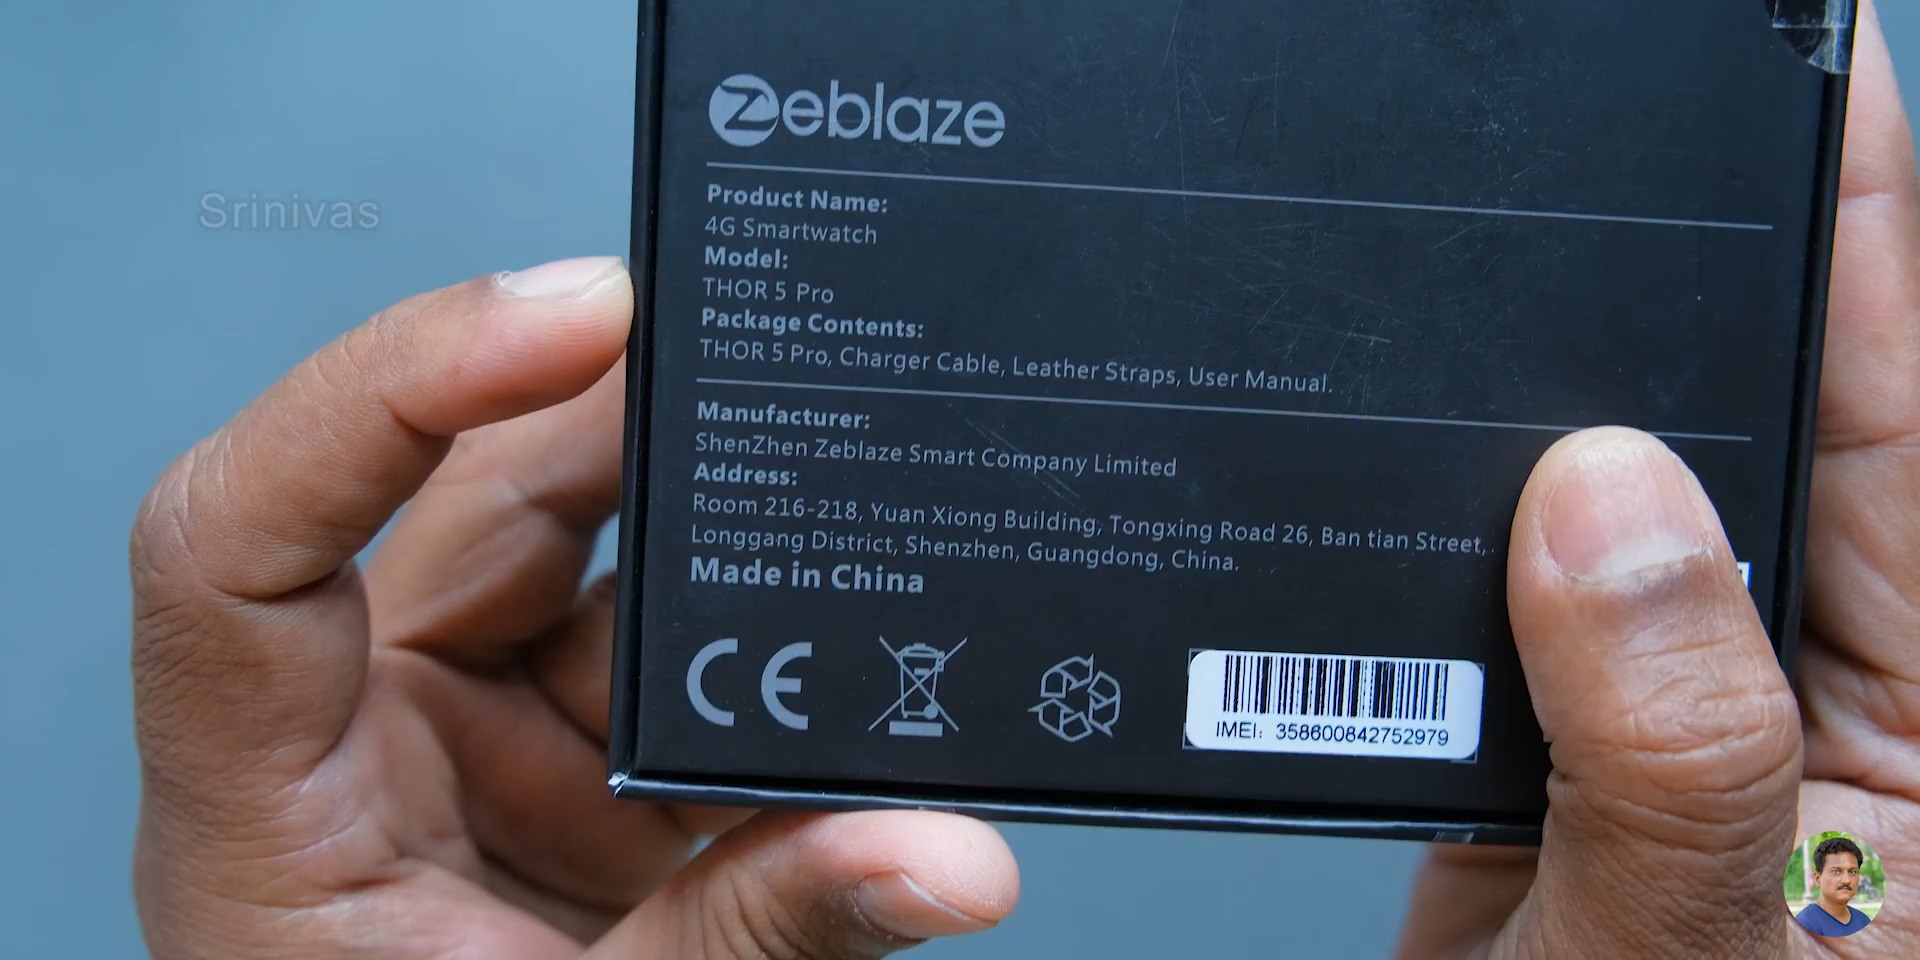 Zeblaze
Srinivas
Product Name:
4G Smartwatch
Model:
THOR 5 Pro
Package Contents:
THOR 5 Pro, Charger Cable, Leather Straps, User Manual.
Manufacturer:
ShenZhen Zeblaze Smart Company Limited
Address:
Room 216-218, Yuan Xiong Building, Tongxing Road 26, Ban tian Street,
Longgang District, Shenzhen, Guangdong, China.
Made in China
CE
IMEI: 358600842752979